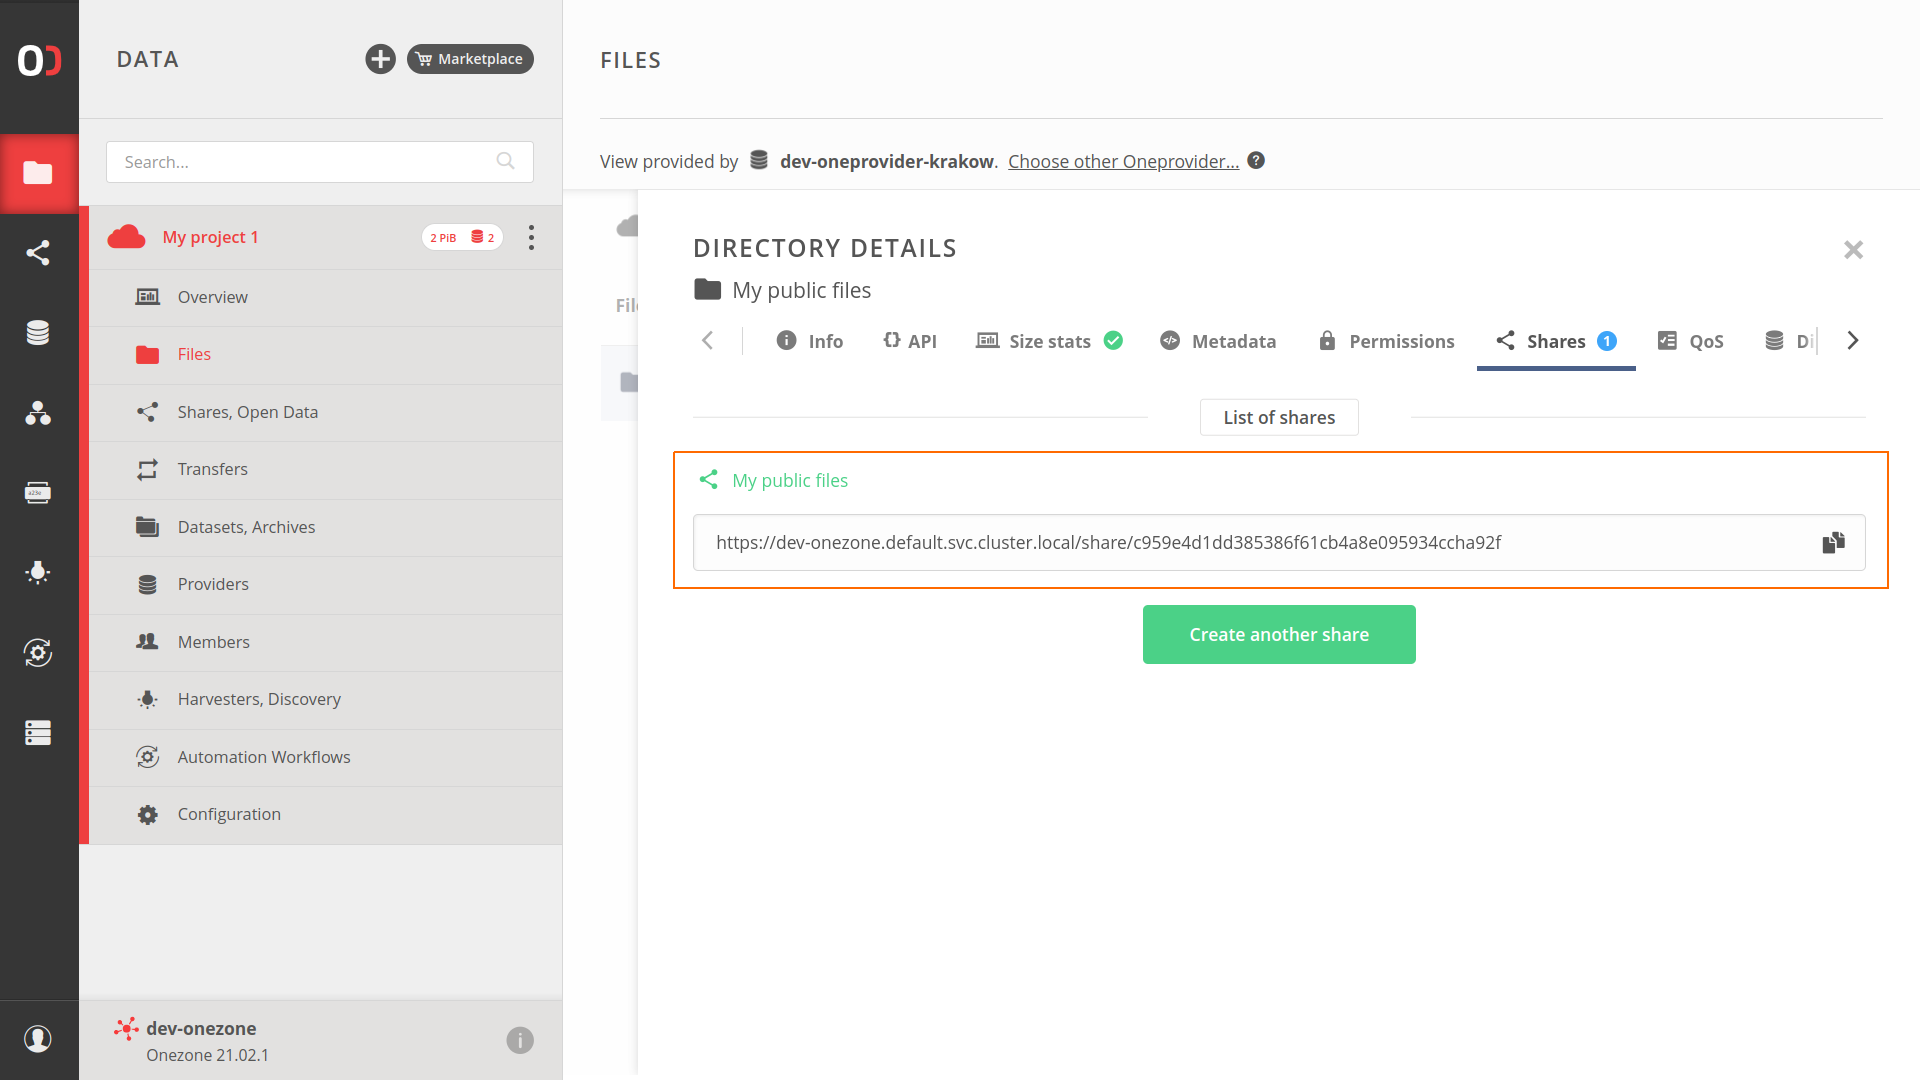 DATA
Marketplace
Search...
My project 1
2 PiB
2
Overview
Files
Shares, Open Data
Transfers
Datasets, Archives
Providers
Members
Harvesters, Discovery
Automation Workflows
Configuration
dev-onezone
Onezone 21.02.1
FILES
View provided by dev-oneprovider-krakow. Choose other Oneprovider... ?
DIRECTORY DETAILS
My public files
Info
{} API
Size stats
Metadata
Permissions
Shares 1
QoS
Di
List of shares
My public files
https://dev-onezone.default.svc.cluster.local/share/c959e4d1dd385386f61cb4a8e095934ccha92f
Create another share